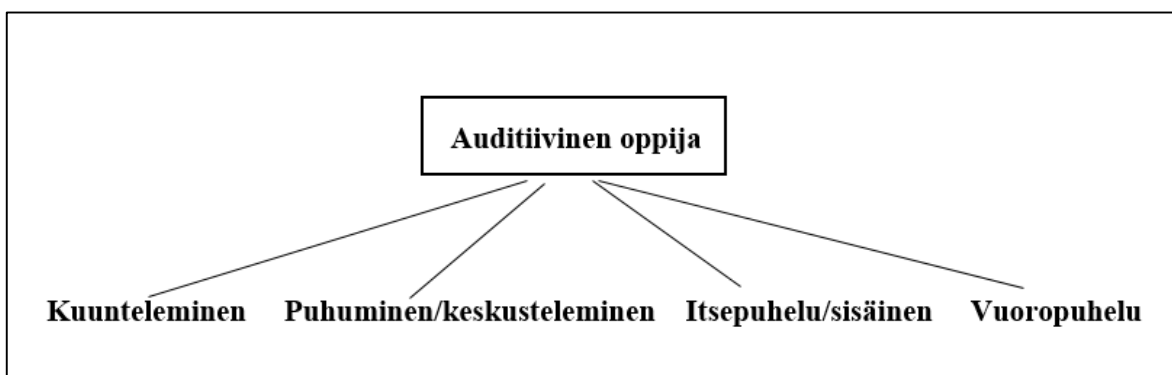 Auditiivinen oppija
Kuunteleminen Puhuminen/keskusteleminen Itsepuhelu/sisäinen Vuoropuhelu